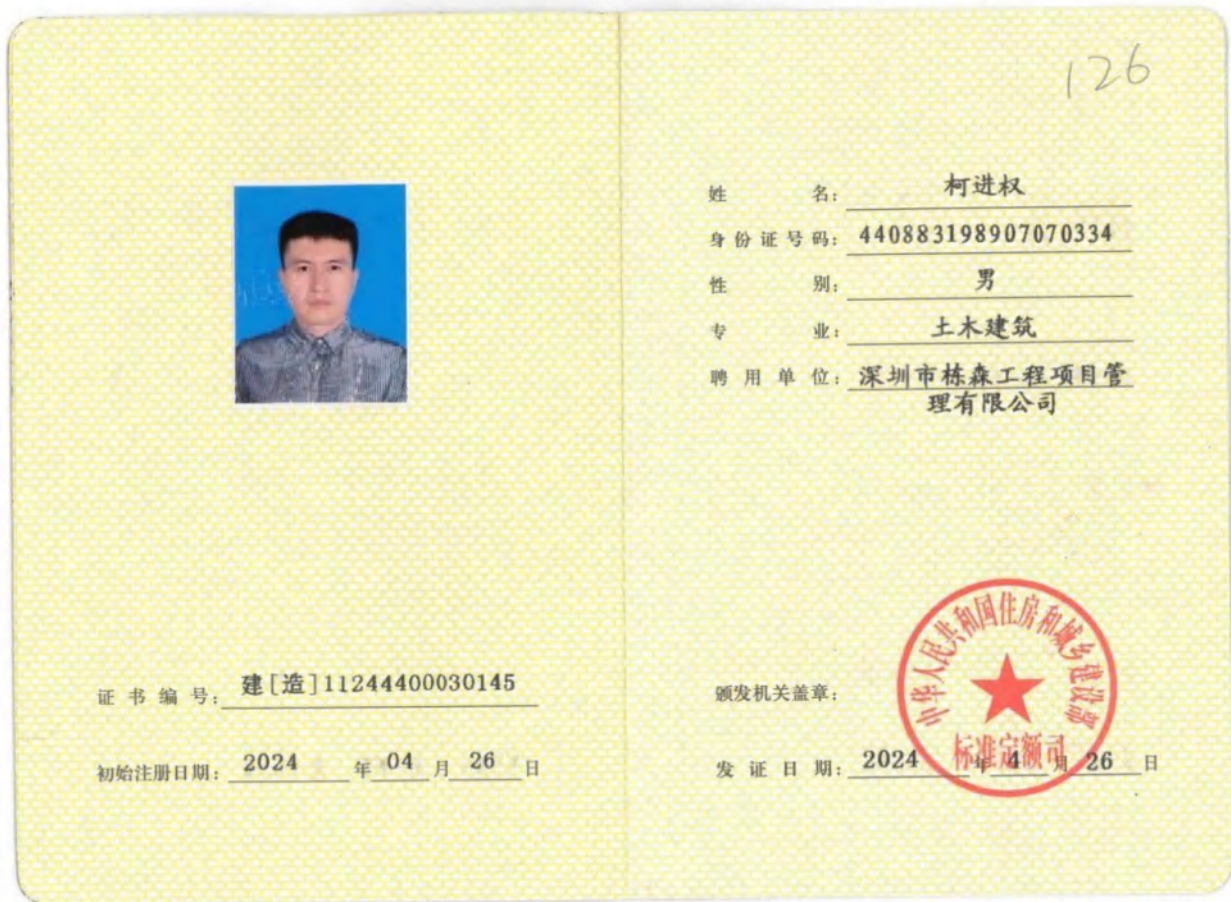 证书编号: 建[造]11244400030145
初始注册日期: 2024 年 04 月 26 日
126
姓名: 柯进权
身份证号码: 440883198907070334
性别: 男
专业: 土木建筑
聘用单位: 深圳市栋森工程项目管
理有限公司
颁发机关盖章:
中华人民共和国住房和城乡建设部
标准定额司
发证日期: 2024 年 4 月 26 日